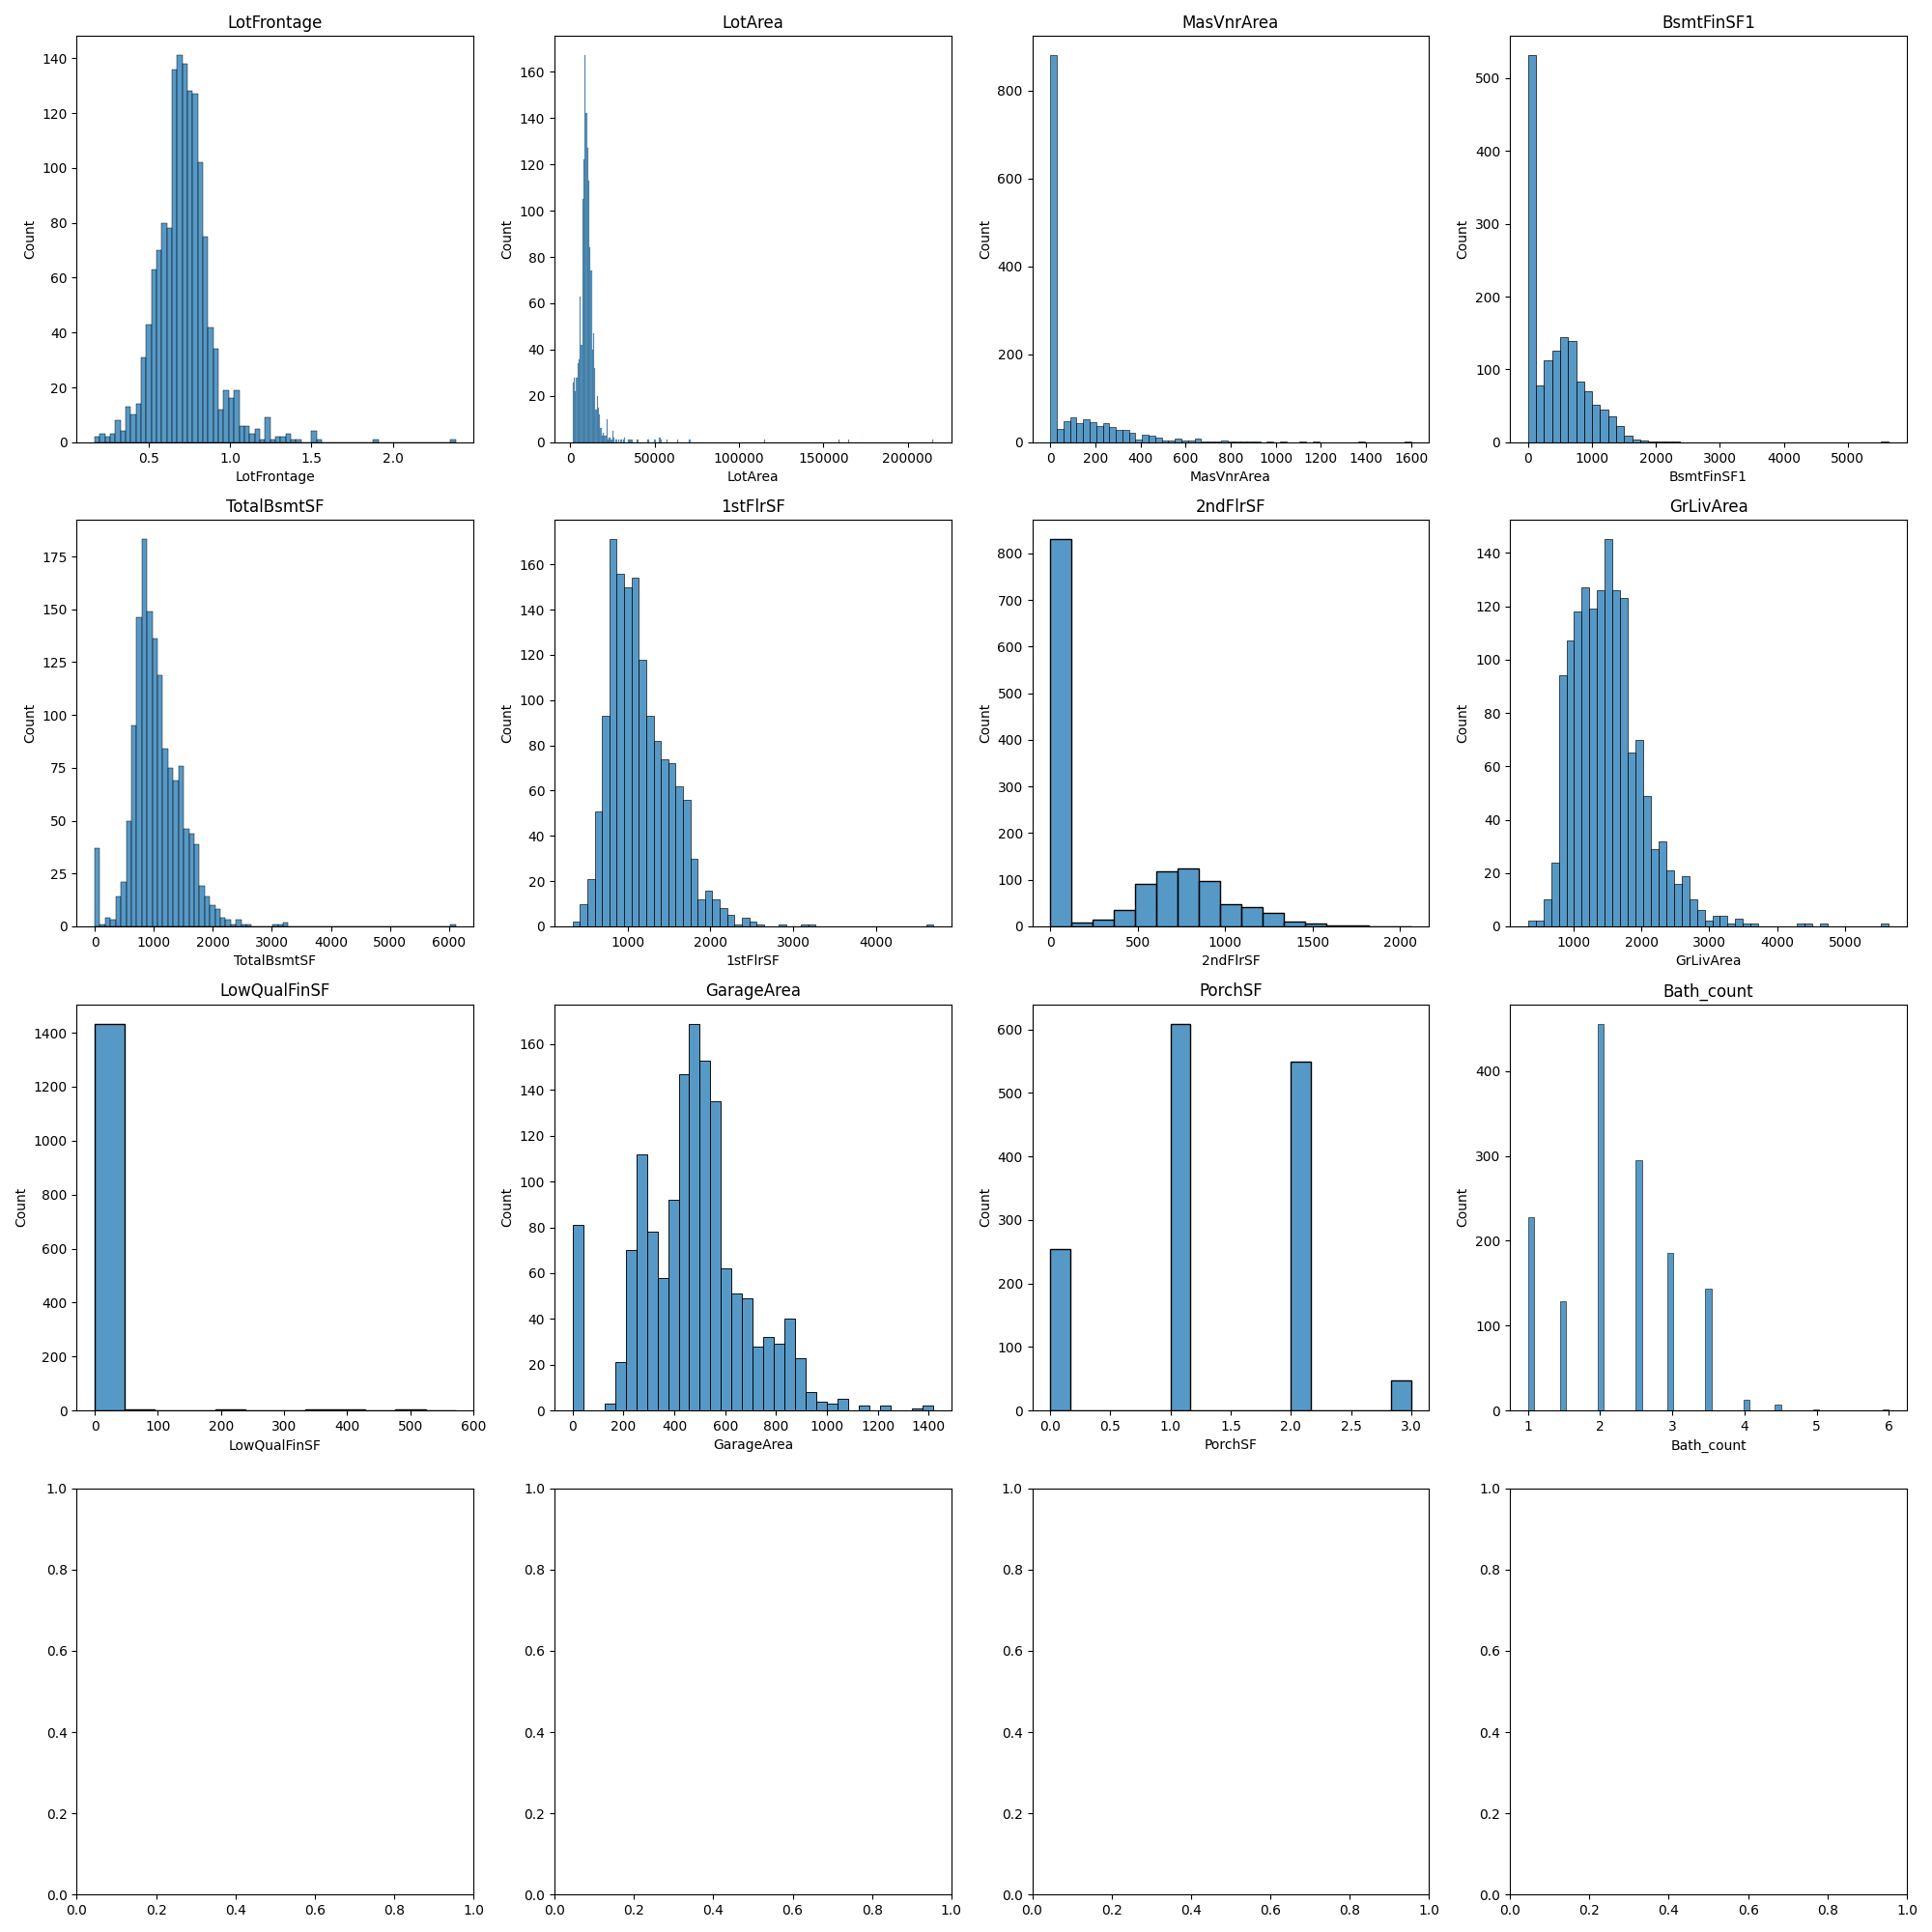 LotFrontage LotArea MasVnrArea BsmtFinSF1
140 120 100 80 60 40 20 0
Count
0.5 1.0 1.5 2.0
LotFrontage
160 140 120 100 80 60 40 20 0
Count
0 50000 100000 150000 200000
LotArea
800 600 400 200 0
Count
0 200 400 600 800 1000 1200 1400 1600
MasVnrArea
500 400 300 200 100 0
Count
0 1000 2000 3000 4000 5000
BsmtFinSF1
TotalBsmtSF 1stFlrSF 2ndFlrSF GrLivArea
175 150 125 100 75 50 25 0
Count
0 1000 2000 3000 4000 5000 6000
TotalBsmtSF
160 140 120 100 80 60 40 20 0
Count
1000 2000 3000 4000
1stFlrSF
800 700 600 500 400 300 200 100 0
Count
0 500 1000 1500 2000
2ndFlrSF
140 120 100 80 60 40 20 0
Count
1000 2000 3000 4000 5000
GrLivArea
LowQualFinSF GarageArea PorchSF Bath_count
1400 1200 1000 800 600 400 200 0
Count
0 100 200 300 400 500 600
LowQualFinSF
160 140 120 100 80 60 40 20 0
Count
0 200 400 600 800 1000 1200 1400
GarageArea
600 500 400 300 200 100 0
Count
0.0 0.5 1.0 1.5 2.0 2.5 3.0
PorchSF
400 300 200 100 0
Count
1 2 3 4 5 6
Bath_count
1.0 0.8 0.6 0.4 0.2 0.0
0.0 0.2 0.4 0.6 0.8 1.0
1.0 0.8 0.6 0.4 0.2 0.0
0.0 0.2 0.4 0.6 0.8 1.0
1.0 0.8 0.6 0.4 0.2 0.0
0.0 0.2 0.4 0.6 0.8 1.0
1.0 0.8 0.6 0.4 0.2 0.0
0.0 0.2 0.4 0.6 0.8 1.0